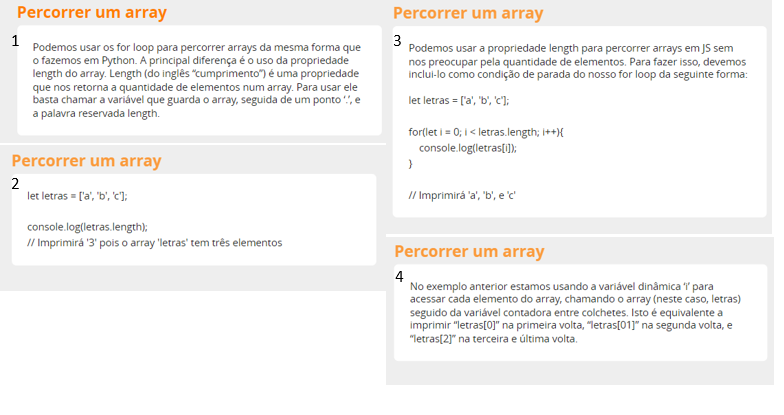 Percorrer um array
1
Podemos usar os for loop para percorrer arrays da mesma forma que
o fazemos em Python. A principal diferença é o uso da propriedade
length do array. Length (do inglês “cumprimento”) é uma propriedade
que nos retorna a quantidade de elementos num array. Para usar ele
basta chamar a variável que guarda o array, seguida de um ponto ‘.’, e
a palavra reservada length.
Percorrer um array
2
let letras = ['a', 'b', 'c'];
console.log(letras.length);
// Imprimirá '3' pois o array 'letras' tem três elementos
Percorrer um array
3
Podemos usar a propriedade length para percorrer arrays em JS sem
nos preocupar pela quantidade de elementos. Para fazer isso, devemos
inclui-lo como condição de parada do nosso for loop da seguinte forma:
let letras = ['a', 'b', 'c'];
for(let i = 0; i < letras.length; i++){
console.log(letras[i]);
}
// Imprimirá 'a', 'b', e 'c'
Percorrer um array
4
No exemplo anterior estamos usando a variável dinâmica ‘i’ para
acessar cada elemento do array, chamando o array (neste caso, letras)
seguido da variável contadora entre colchetes. Isto é equivalente a
imprimir “letras[0]” na primeira volta, “letras[01]” na segunda volta, e
“letras[2]” na terceira e última volta.